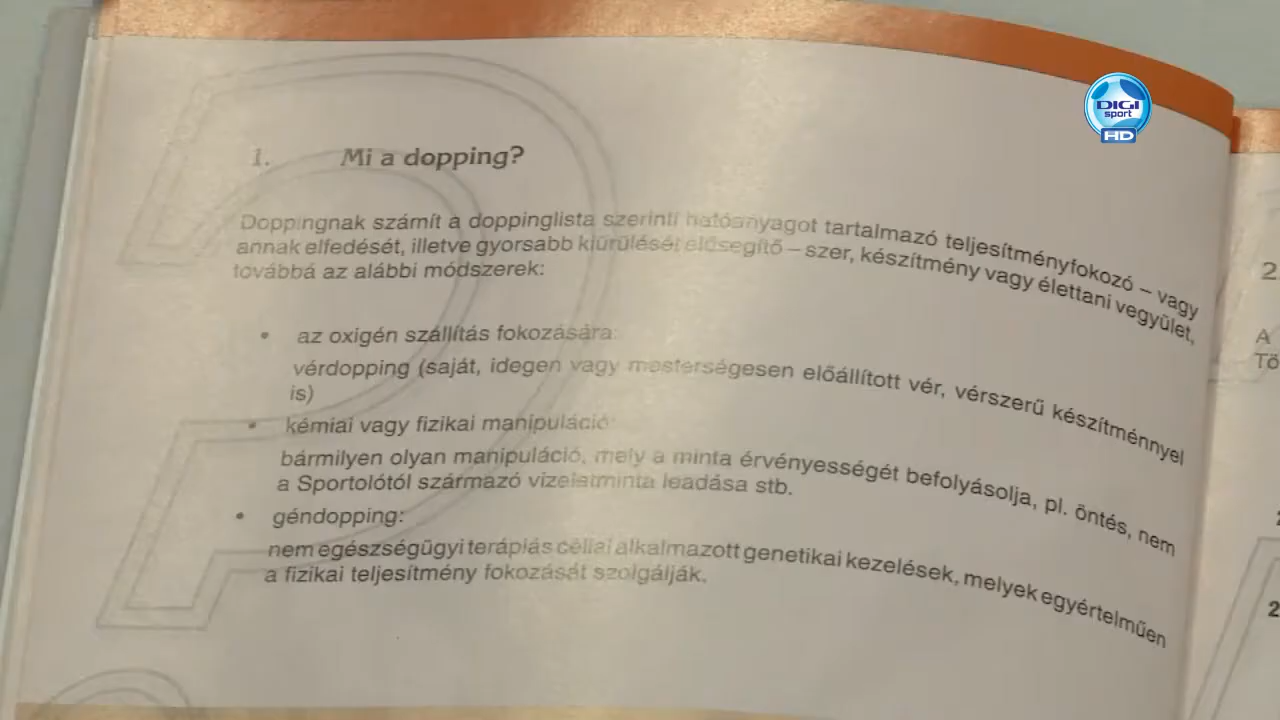 DIGI
sport
HD
1. Mi a dopping?
Doppingnak számít a doppinglista szerinti hatóanyagot tartalmazó teljesítményfokozó – vagy
annak elfedését, illetve gyorsabb kiürülését elősegítő – szer, készítmény vagy élettani vegyület,
továbbá az alábbi módszerek:
• az oxigén szállítás fokozására:
vérdopping (saját, idegen vagy mesterségesen előállított vér, vérszerű készítménnyel
is)
• kémiai vagy fizikai manipuláció:
bármilyen olyan manipuláció, mely a minta érvényességét befolyásolja, pl. öntés, nem
a Sportolótól származó vizeletminta leadása stb.
• géndopping:
nem egészségügyi terápiás céllal alkalmazott genetikai kezelések, melyek egyértelműen
a fizikai teljesítmény fokozását szolgálják.
2
A
Tö
2